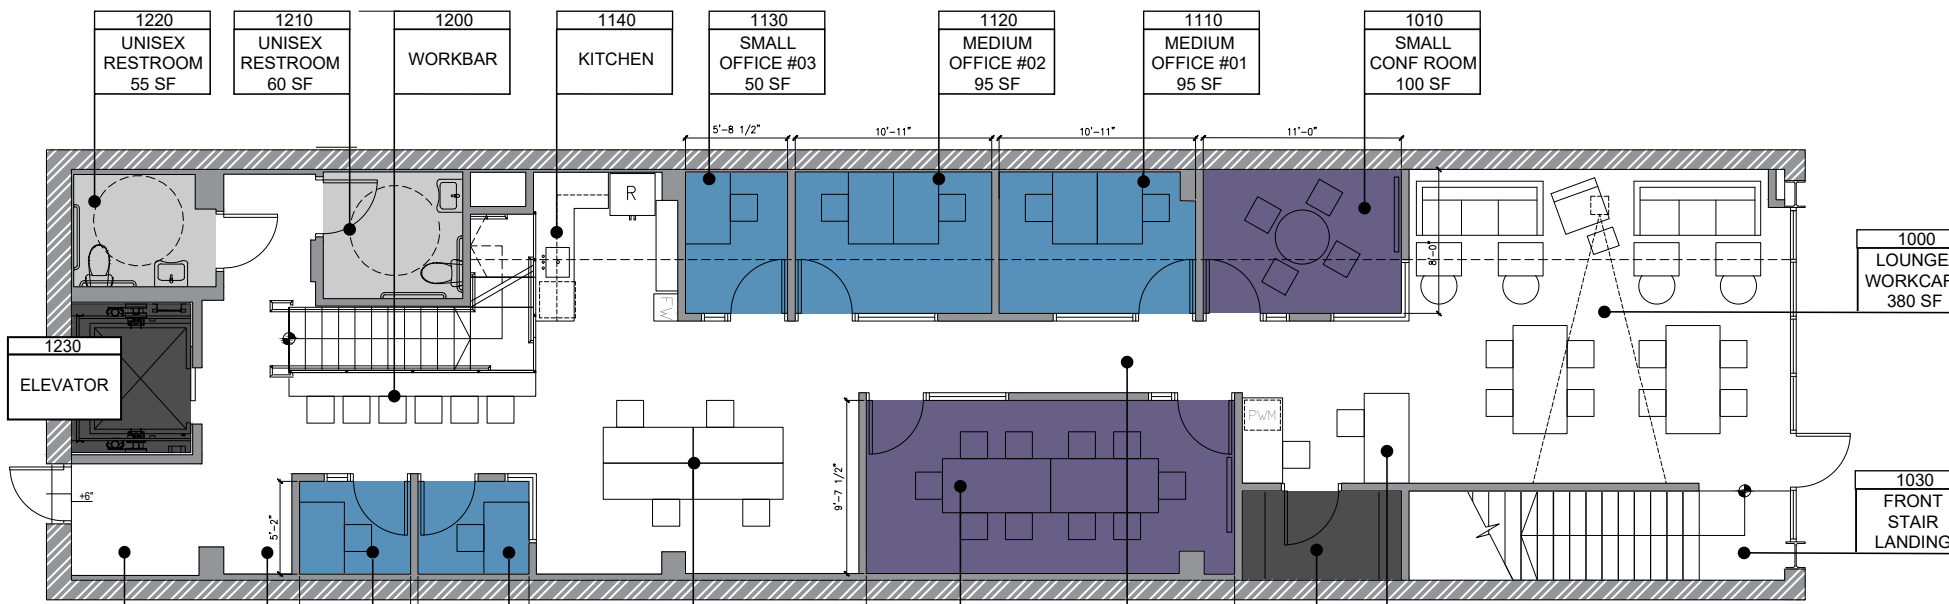 1220
UNISEX
RESTROOM
55 SF
1210
UNISEX
RESTROOM
60 SF
1200
WORKBAR
1140
KITCHEN
1130
SMALL
OFFICE #03
50 SF
1120
MEDIUM
OFFICE #02
95 SF
1110
MEDIUM
OFFICE #01
95 SF
1010
SMALL
CONF ROOM
100 SF
5'-8 1/2"
10'-11"
10'-11"
11'-0"
R
8'-0"
1000
LOUNGE
WORKCAF
380 SF
FW
1230
ELEVATOR
PWM
9'-7 1/2"
5'-2"
+6"
1030
FRONT
STAIR
LANDING